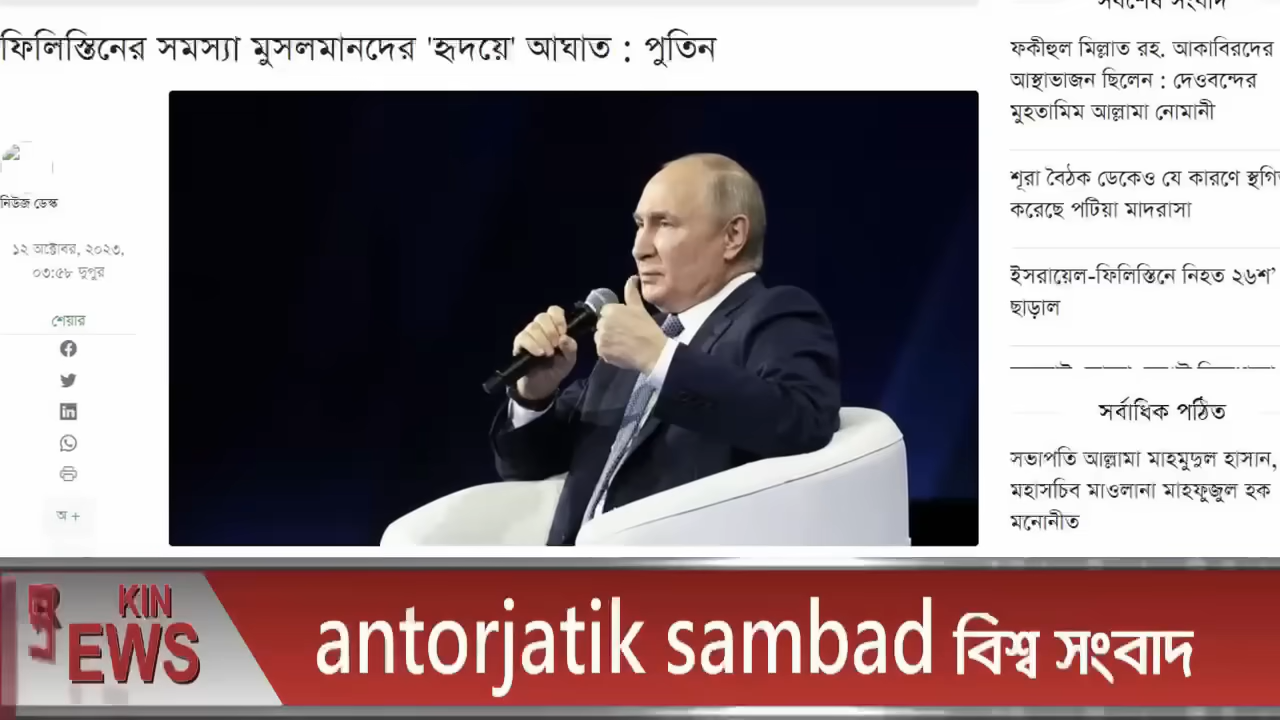 ফিলিস্তিনের সমস্যা মুসলমানদের 'হৃদয়ে' আঘাত : পুতিন
নিউজ ডেস্ক
১২ অক্টোবর, ২০২৩,
০৩:৫৮ দুপুর
শেয়ার
অ +
সর্বশেষ সংবাদ
ফকীহুল মিল্লাত রহ. আকাবিরদের
আস্থাভাজন ছিলেন : দেওবন্দের
মুহতামিম আল্লামা নোমানী
শূরা বৈঠক ডেকেও যে কারণে স্থগিত
করেছে পটিয়া মাদরাসা
ইসরায়েল-ফিলিস্তিনে নিহত ২৬শ’
ছাড়াল
সর্বাধিক পঠিত
সভাপতি আল্লামা মাহমুদুল হাসান,
মহাসচিব মাওলানা মাহফুজুল হক
মনোনীত
KIN
EWS
antorjatik sambad বিশ্ব সংবাদ